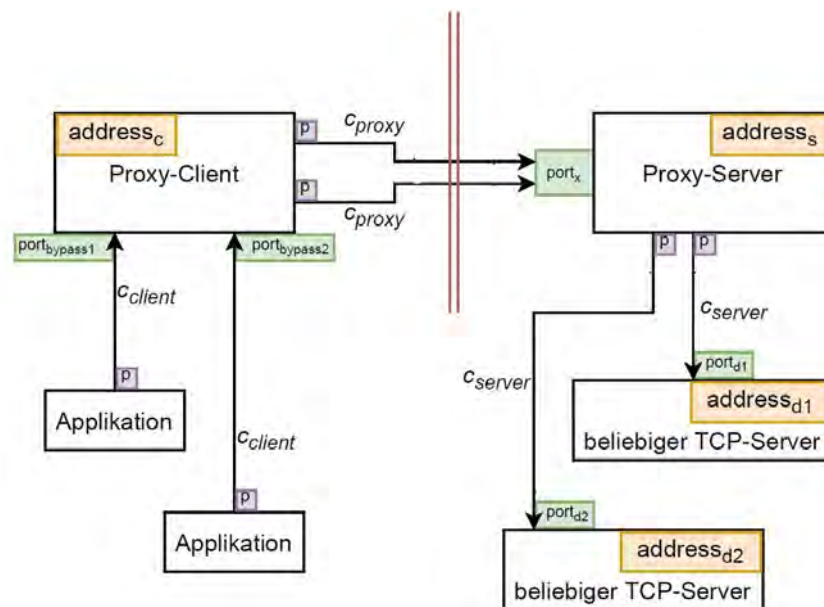 address_c
Proxy-Client
p
c_proxy
p
c_proxy
port_x
address_s
Proxy-Server
port_bypass1
port_bypass2
p
p
c_client
c_server
c_server
port_d1
p
Applikation
address_d1
beliebiger TCP-Server
c_client
p
Applikation
port_d2
address_d2
beliebiger TCP-Server